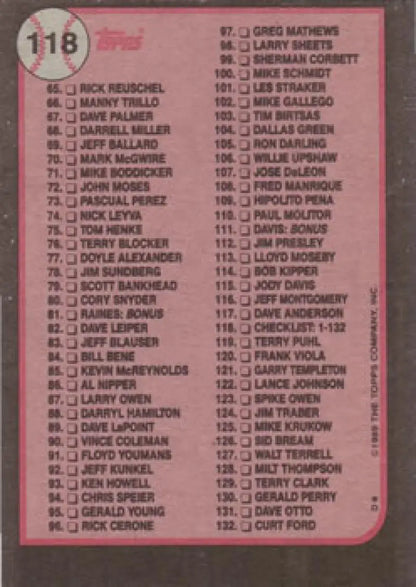 118
TOPPS
65. RICK REUSCHEL
66. MANNY TRILLO
67. DAVE PALMER
68. DARRELL MILLER
69. JEFF BALLARD
70. MARK McGWIRE
71. MIKE BODDICKER
72. JOHN MOSES
73. PASCUAL PEREZ
74. NICK LEYVA
75. TOM HENKE
76. TERRY BLOCKER
77. DOYLE ALEXANDER
78. JIM SUNDBERG
79. SCOTT BANKHEAD
80. CORY SNYDER
81. RAINES: BONUS
82. DAVE LEIPER
83. JEFF BLAUSER
84. BILL BENE
85. KEVIN McREYNOLDS
86. AL NIPPER
87. LARRY OWEN
88. DARRYL HAMILTON
89. DAVE LaPOINT
90. VINCE COLEMAN
91. FLOYD YOUMANS
92. JEFF KUNKEL
93. KEN HOWELL
94. CHRIS SPEIER
95. GERALD YOUNG
96. RICK CERONE
97. GREG MATHEWS
98. LARRY SHEETS
99. SHERMAN CORBETT
100. MIKE SCHMIDT
101. LES STRAKER
102. MIKE GALLEGO
103. TIM BIRTSAS
104. DALLAS GREEN
105. RON DARLING
106. WILLIE UPSHAW
107. JOSE DeLEON
108. FRED MANRIQUE
109. HIPOLITO PENA
110. PAUL MOLITOR
111. DAVIS: BONUS
112. JIM PRESLEY
113. LLOYD MOSEBY
114. BOB KIPPER
115. JODY DAVIS
116. JEFF MONTGOMERY
117. DAVE ANDERSON
118. CHECKLIST: 1-132
119. TERRY PUHL
120. FRANK VIOLA
121. GARRY TEMPLETON
122. LANCE JOHNSON
123. SPIKE OWEN
124. JIM TRABER
125. MIKE KRUKOW
126. SID BREAM
127. WALT TERRELL
128. MILT THOMPSON
129. TERRY CLARK
130. GERALD PERRY
131. DAVE OTTO
132. CURT FORD
© 1989 THE TOPPS COMPANY, INC.
D*